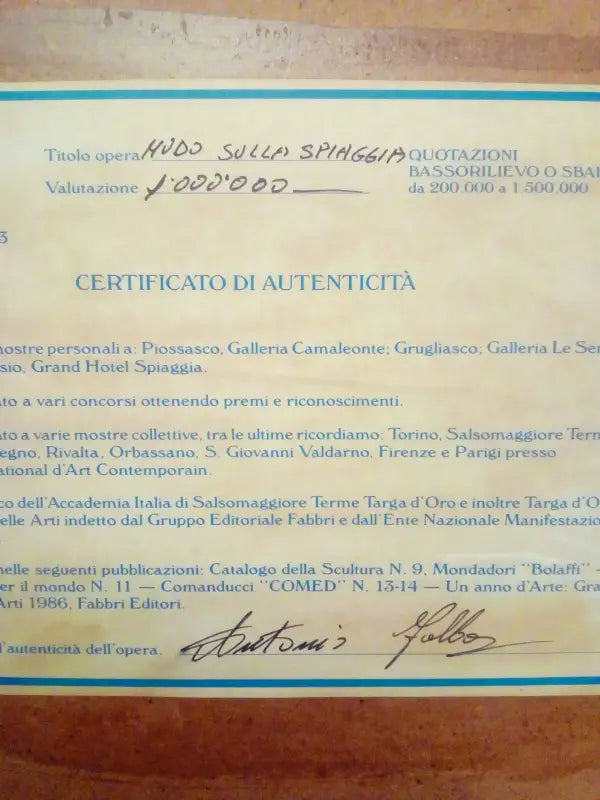 Titolo opera NUDO SULLA SPIAGGIA QUOTAZIONI
BASSORILIEVO O SBAL
Valutazione 1'000'000 da 200.000 a 1.500.000
3
CERTIFICATO DI AUTENTICITÀ
nostre personali a: Piossasco, Galleria Camaleonte; Grugliasco; Galleria Le Ser
sio, Grand Hotel Spiaggia.
ato a vari concorsi ottenendo premi e riconoscimenti.
ato a varie mostre collettive, tra le ultime ricordiamo: Torino, Salsomaggiore Term
egno, Rivalta, Orbassano, S. Giovanni Valdarno, Firenze e Parigi presso
ational d'Art Contemporain.
co dell'Accademia Italia di Salsomaggiore Terme Targa d'Oro e inoltre Targa d'O
elle Arti indetto dal Gruppo Editoriale Fabbri e dall'Ente Nazionale Manifestazio
nelle seguenti pubblicazioni: Catalogo della Scultura N. 9, Mondadori "Bolaffi" -
er il mondo N. 11 — Comanducci "COMED" N. 13-14 — Un anno d'Arte: Gra
Arti 1986, Fabbri Editori.
l'autenticità dell'opera. Antonio